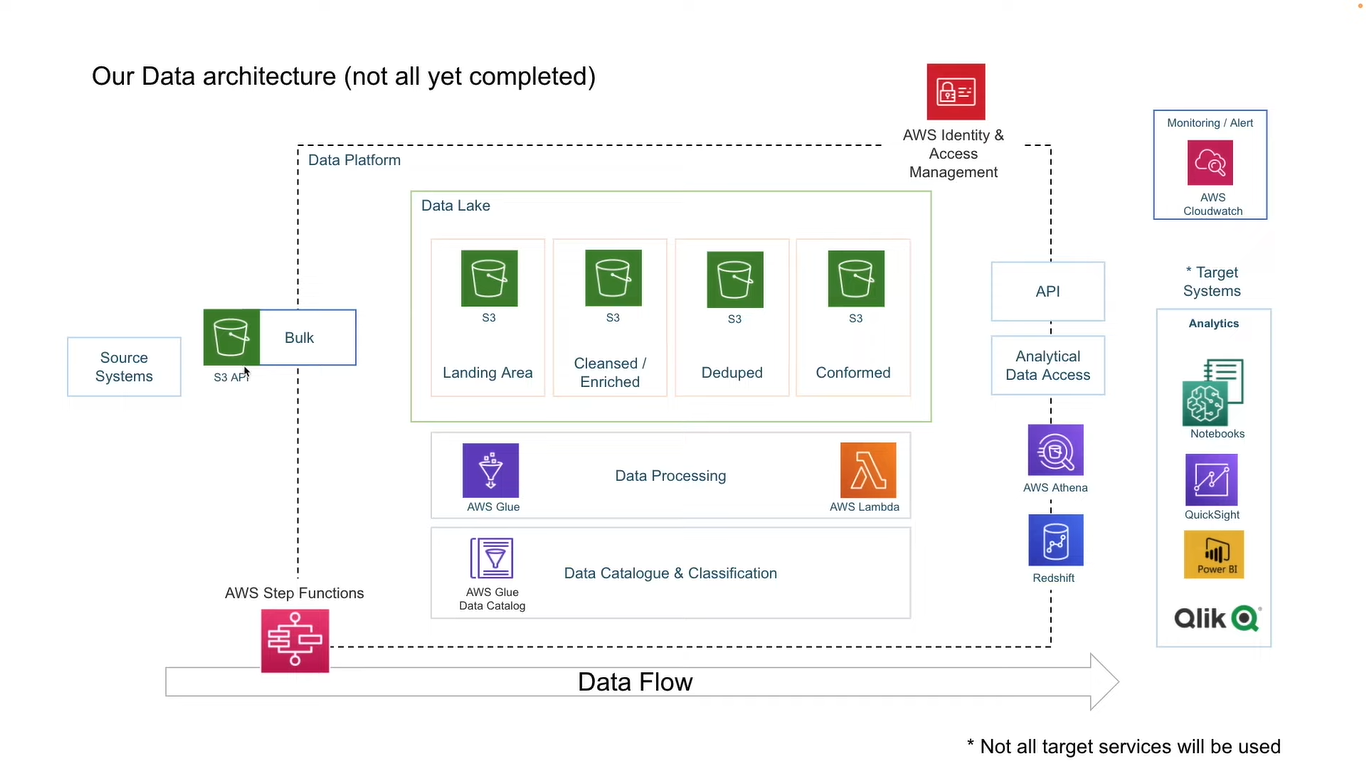 Our Data architecture (not all yet completed)
AWS Identity &
Access
Management
Monitoring / Alert
AWS
Cloudwatch
Data Platform
Data Lake
S3
Landing Area
S3
Cleansed /
Enriched
S3
Deduped
S3
Conformed
Source
Systems
Bulk
S3 API
API
Analytical
Data Access
AWS Athena
Redshift
* Target
Systems
Analytics
Notebooks
QuickSight
Power BI
Qlik
AWS Glue
Data Processing
AWS Lambda
AWS Glue
Data Catalog
Data Catalogue & Classification
AWS Step Functions
Data Flow
* Not all target services will be used